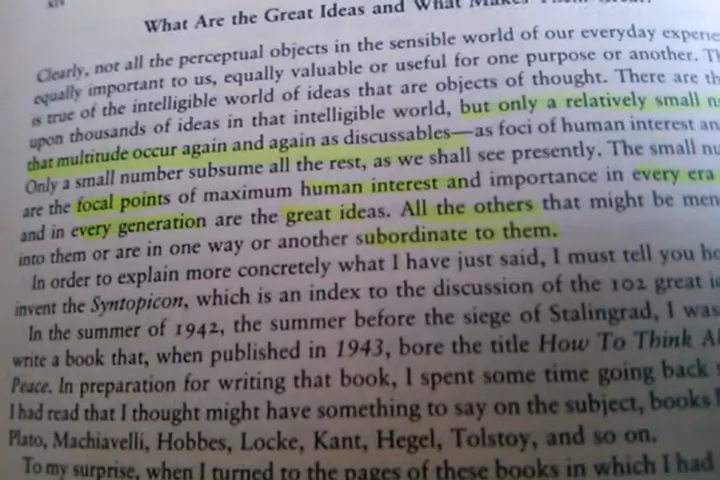 xiv
What Are the Great Ideas and What Makes Them Great?
Clearly, not all the perceptual objects in the sensible world of our everyday
equally important to us, equally valuable or useful for one purpose or another.
is true of the intelligible world of ideas that are objects of thought. There are
upon thousands of ideas in that intelligible world, but only a relatively small
that multitude occur again and again as discussables—as foci of human interest
Only a small number subsume all the rest, as we shall see presently. The small
are the focal points of maximum human interest and importance in every era
and in every generation are the great ideas. All the others that might be
into them or are in one way or another subordinate to them.
In order to explain more concretely what I have just said, I must tell you
invent the Syntopicon, which is an index to the discussion of the 102 great
In the summer of 1942, the summer before the siege of Stalingrad, I was
write a book that, when published in 1943, bore the title How To Think
Peace. In preparation for writing that book, I spent some time going back
I had read that I thought might have something to say on the subject, books
Plato, Machiavelli, Hobbes, Locke, Kant, Hegel, Tolstoy, and so on.
To my surprise, when I turned to the pages of these books in which I had